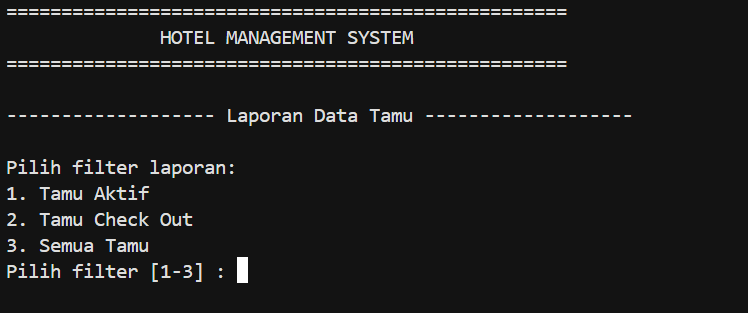 ===================================================
HOTEL MANAGEMENT SYSTEM
===================================================
------------------- Laporan Data Tamu -------------------
Pilih filter laporan:
1. Tamu Aktif
2. Tamu Check Out
3. Semua Tamu
Pilih filter [1-3] :